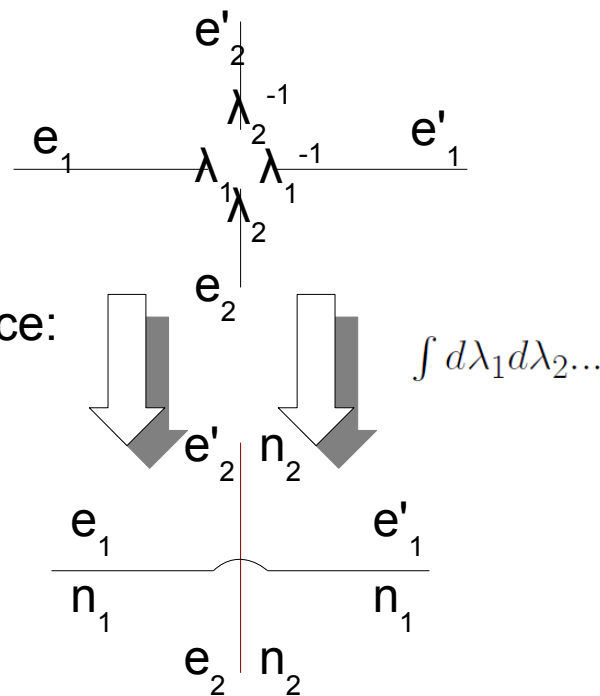 e'₂
λ₂⁻¹
e₁ e'₁
λ₁ λ₁⁻¹
λ₂
e₂
ce:
∫ dλ₁dλ₂...
e'₂ n₂
e₁ e'₁
n₁ n₁
e₂ n₂